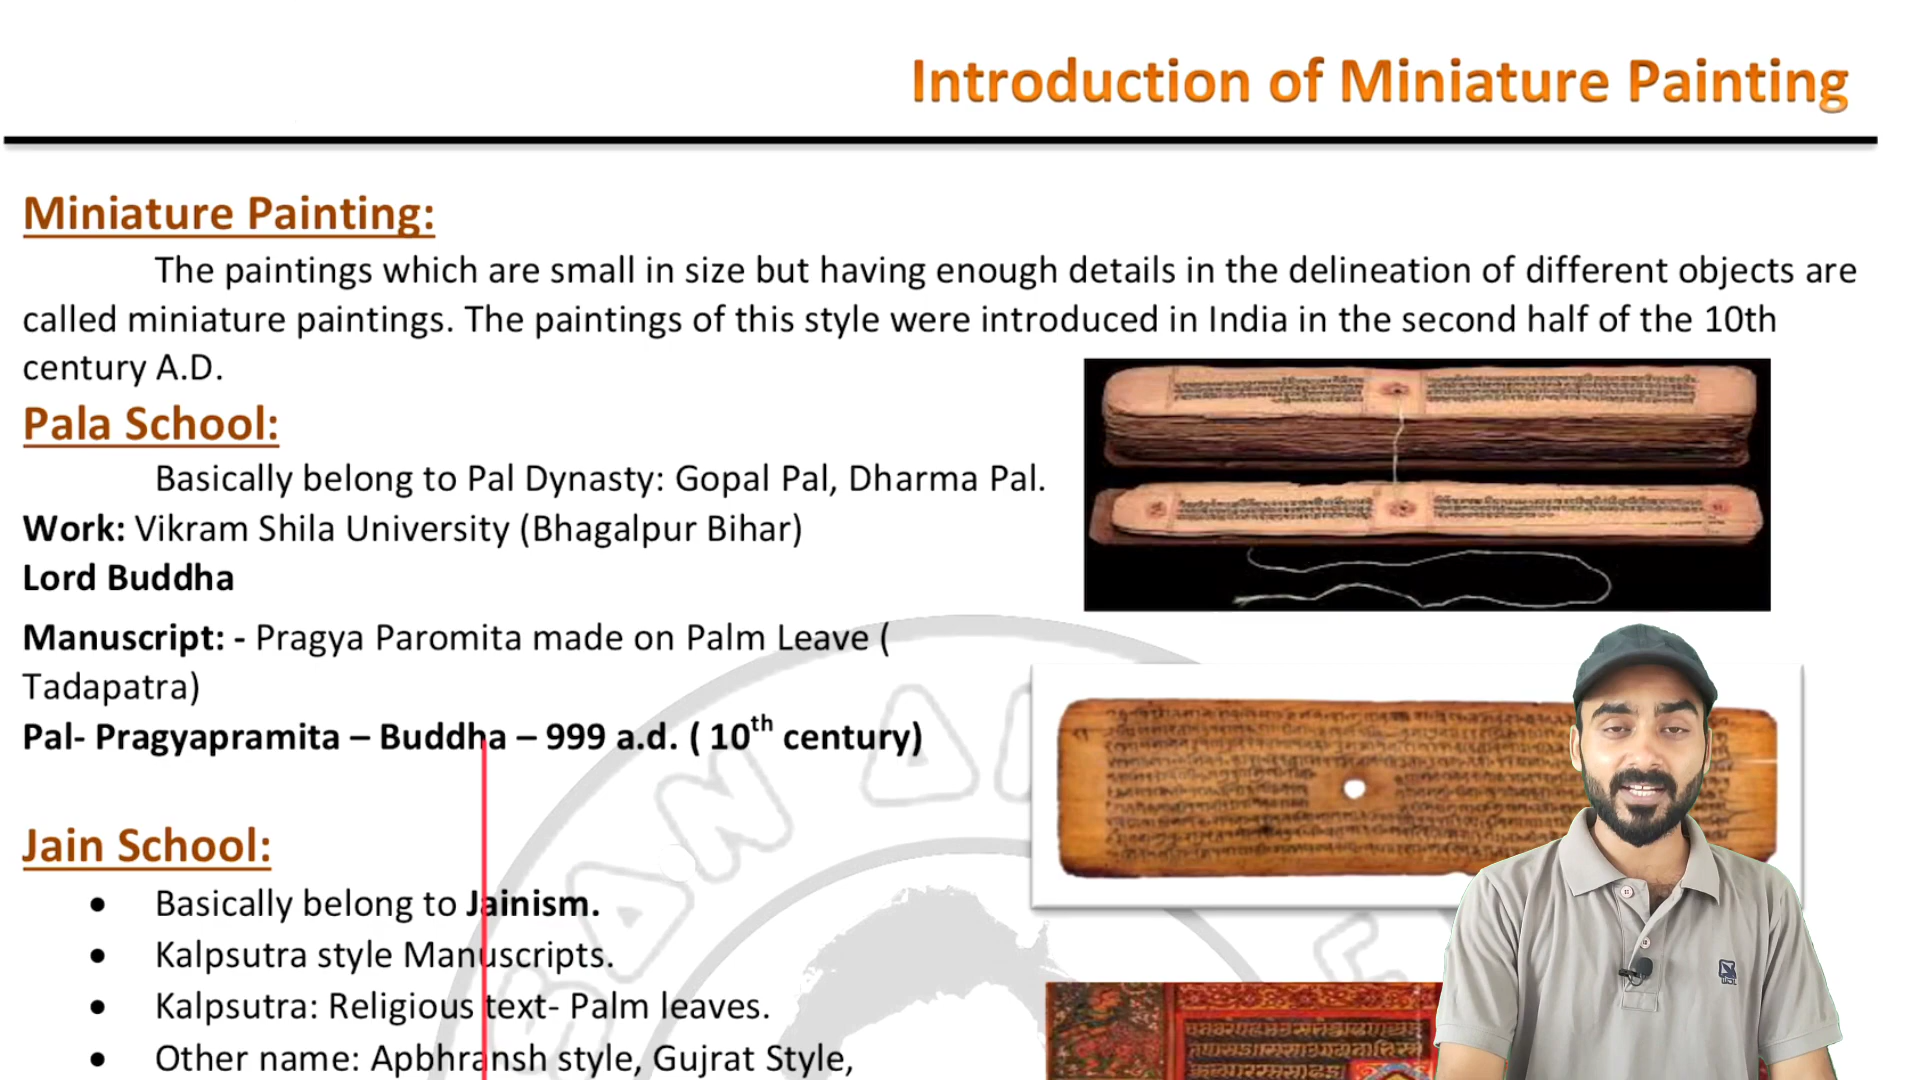 Introduction of Miniature Painting
Miniature Painting:
The paintings which are small in size but having enough details in the delineation of different objects are
called miniature paintings. The paintings of this style were introduced in India in the second half of the 10th
century A.D.
Pala School:
Basically belong to Pal Dynasty: Gopal Pal, Dharma Pal.
Work: Vikram Shila University (Bhagalpur Bihar)
Lord Buddha
Manuscript: - Pragya Paromita made on Palm Leave (
Tadapatra)
Pal- Pragyapramita – Buddha – 999 a.d. ( 10th century)
Jain School:
• Basically belong to Jainism.
• Kalpsutra style Manuscripts.
• Kalpsutra: Religious text- Palm leaves.
• Other name: Apbhransh style, Gujrat Style,